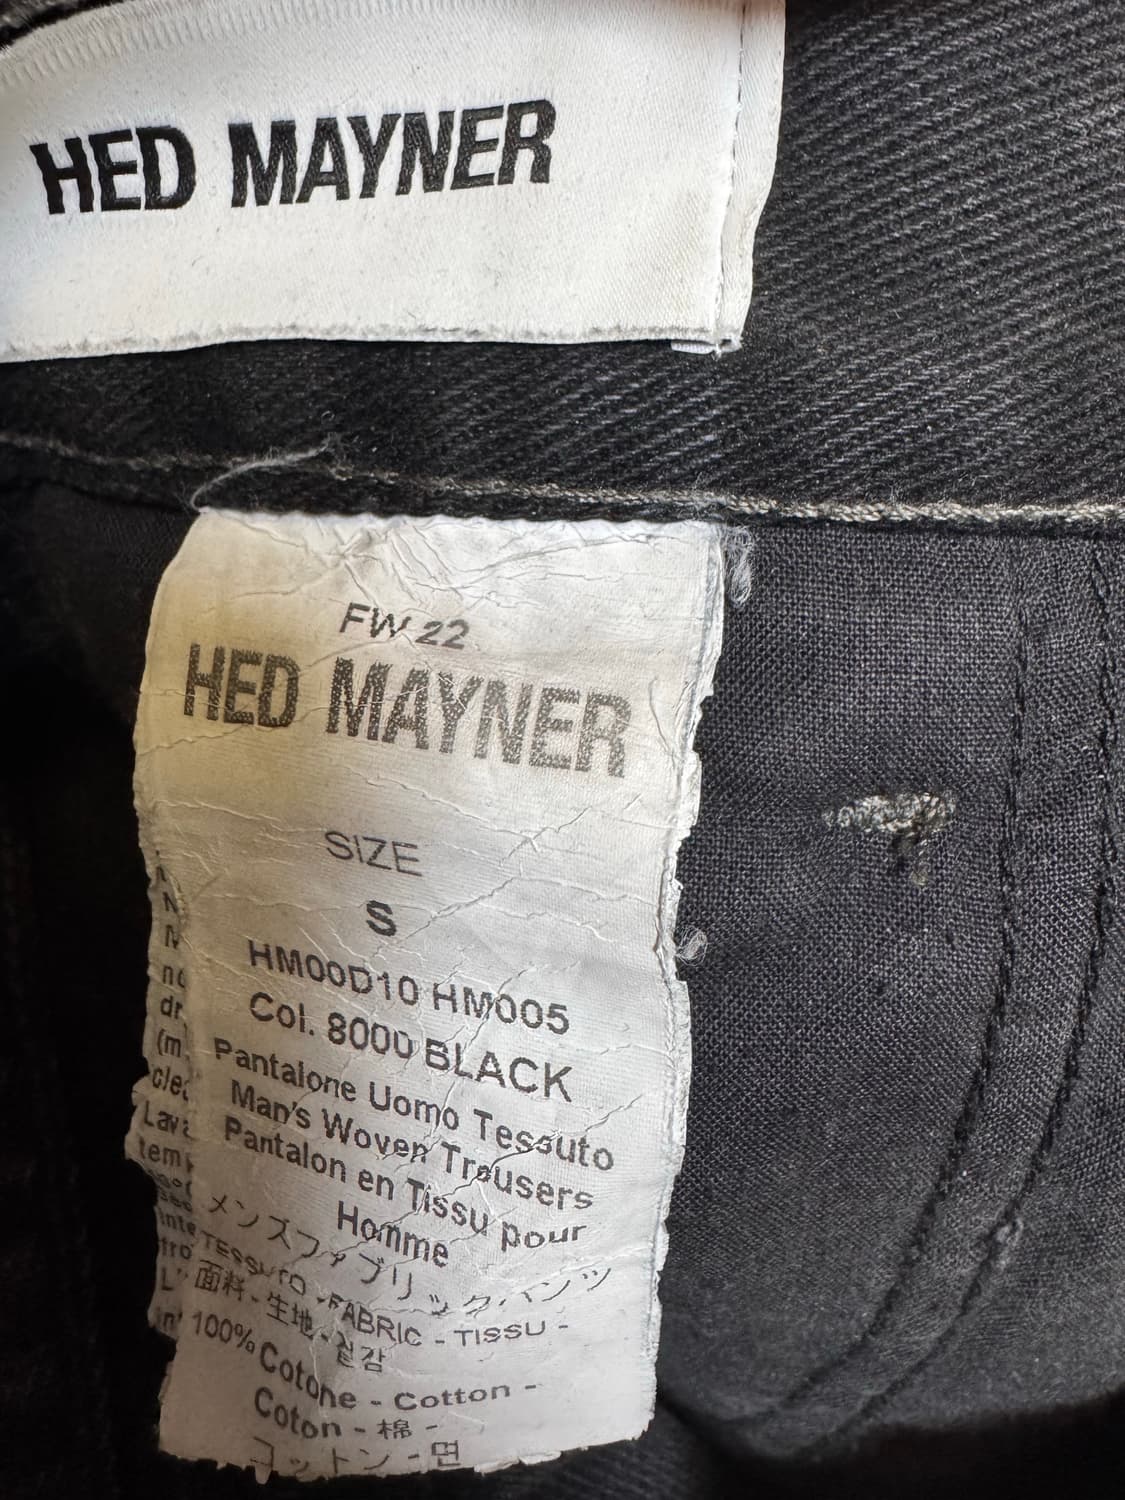 HED MAYNER
FW 22
HED MAYNER
SIZE
S
HM00D10 HM005
Col. 8000 BLACK
Pantalone Uomo Tessuto
Man's Woven Trousers
Pantalon en Tissu pour
Homme
メンズファブリックパンツ
TESSUTO - FABRIC - TISSU -
面料 - 生地 - 겉감
100% Cotone - Cotton -
Coton - 棉 -
コットン - 면